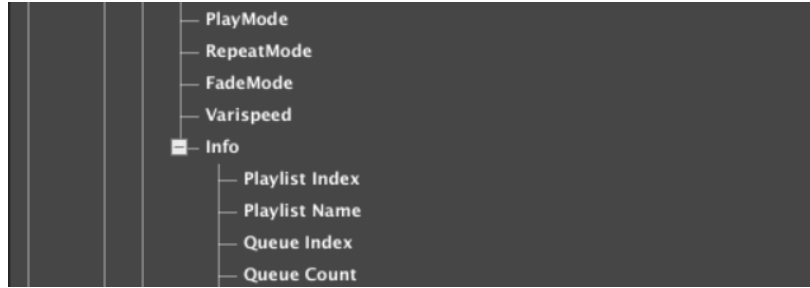 PlayMode
RepeatMode
FadeMode
Varispeed
Info
Playlist Index
Playlist Name
Queue Index
Queue Count